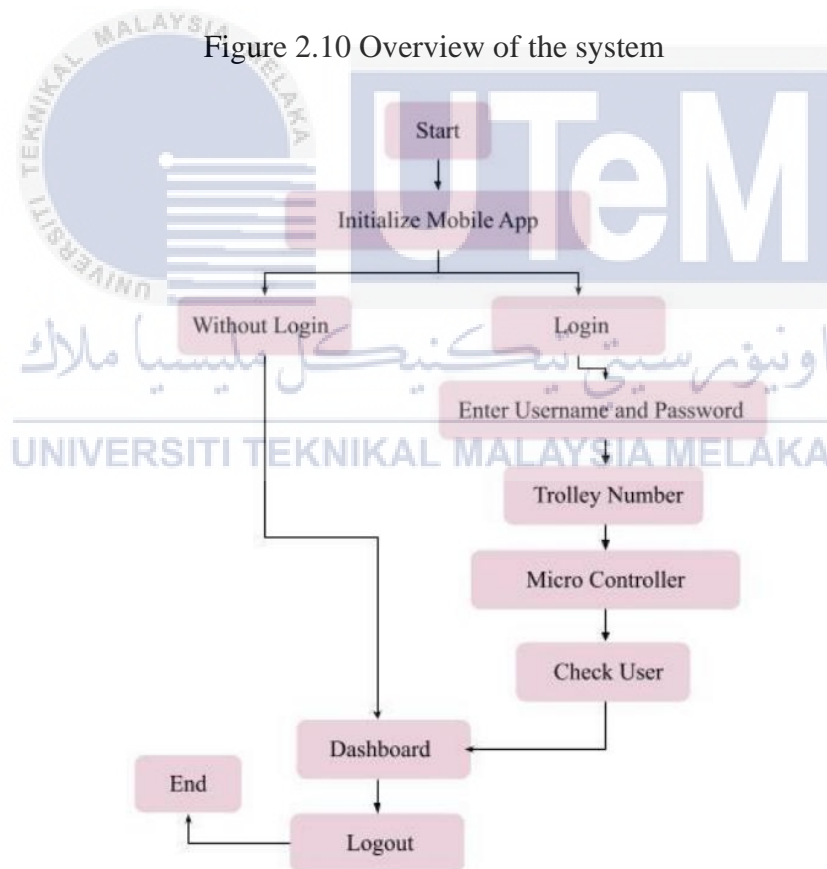 Figure 2.10 Overview of the system
UNIVERSITI TEKNIKAL MALAYSIA MELAKA
UTeM
Start
Initialize Mobile App
Without Login
Login
اونيۏرسيتي تيكنيكل مليسيا ملاك
Enter Username and Password
UNIVERSITI TEKNIKAL MALAYSIA MELAKA
Trolley Number
Micro Controller
Check User
Dashboard
End
Logout